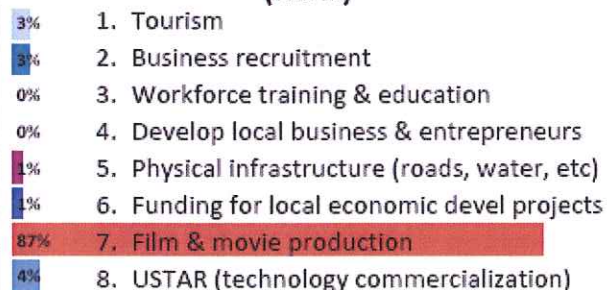 3% 1. Tourism
3% 2. Business recruitment
0% 3. Workforce training & education
0% 4. Develop local business & entrepreneurs
1% 5. Physical infrastructure (roads, water, etc)
1% 6. Funding for local economic devel projects
87% 7. Film & movie production
4% 8. USTAR (technology commercialization)